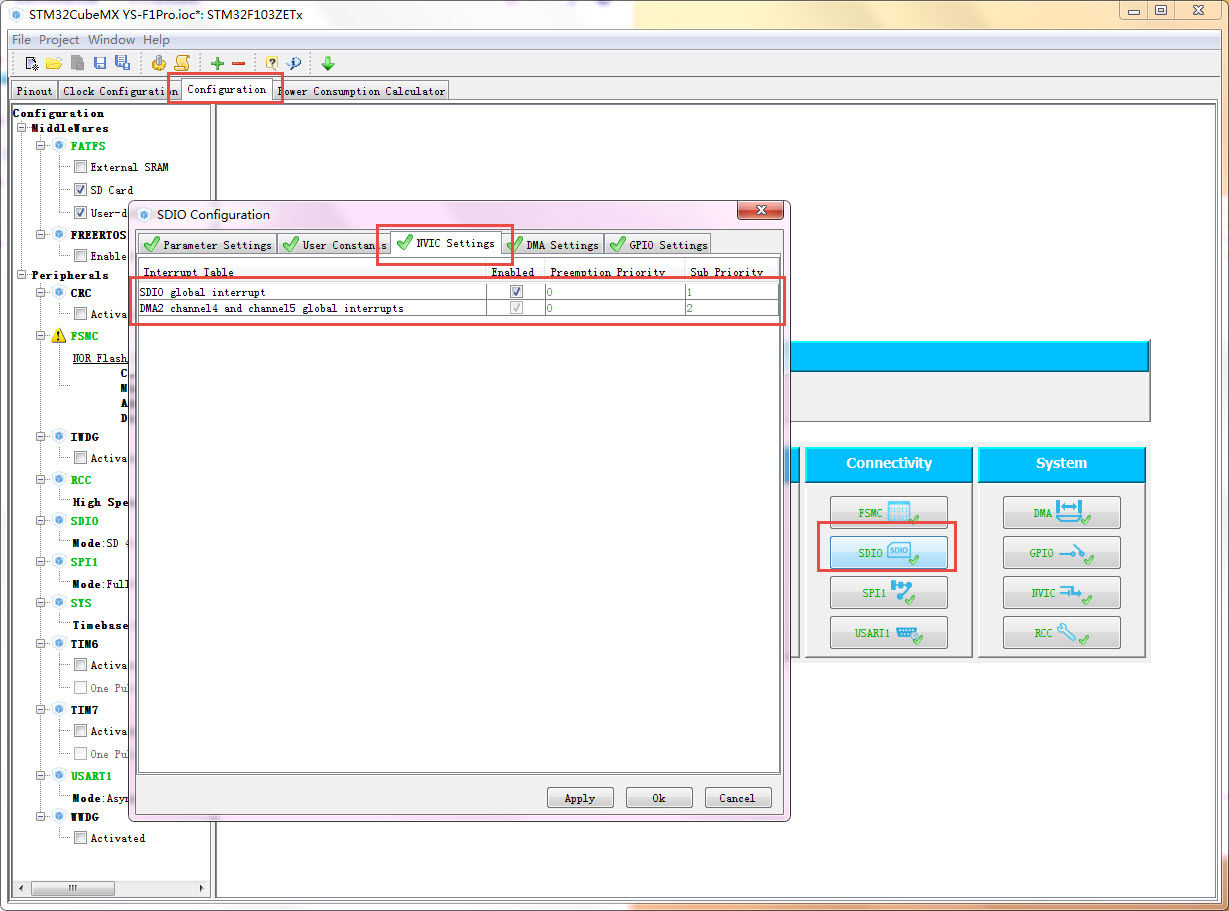 STM32CubeMX YS-F1Pro.ioc*: STM32F103ZETx
File Project Window Help
Pinout Clock Configuration Configuration Power Consumption Calculator
Configuration
MiddleWares
FATFS
External SRAM
SD Card
User-d
FREERTOS
Enable
Peripherals
CRC
Activa
FSMC
NOR Flash
C
M
A
D
IWDG
Activa
RCC
High Spe
SDIO
Mode:SD 4
SPI1
Mode:Full
SYS
Timebase
TIM6
Activa
One Pu
TIM7
Activa
One Pu
USART1
Mode:Asy
WWDG
Activated
SDIO Configuration
Parameter Settings User Constants NVIC Settings DMA Settings GPIO Settings
Interrupt Table Enabled Preemption Priority Sub Priority
SDIO global interrupt 0 1
DMA2 channel4 and channel5 global interrupts 0 2
Apply Ok Cancel
Connectivity
FSMC
SDIO SDIO
SPI1
USART1
System
DMA
GPIO
NVIC
RCC